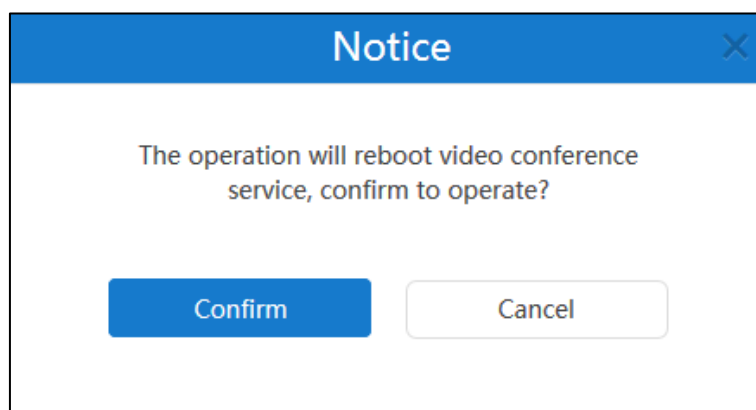 Notice
The operation will reboot video conference
service, confirm to operate?
Confirm
Cancel